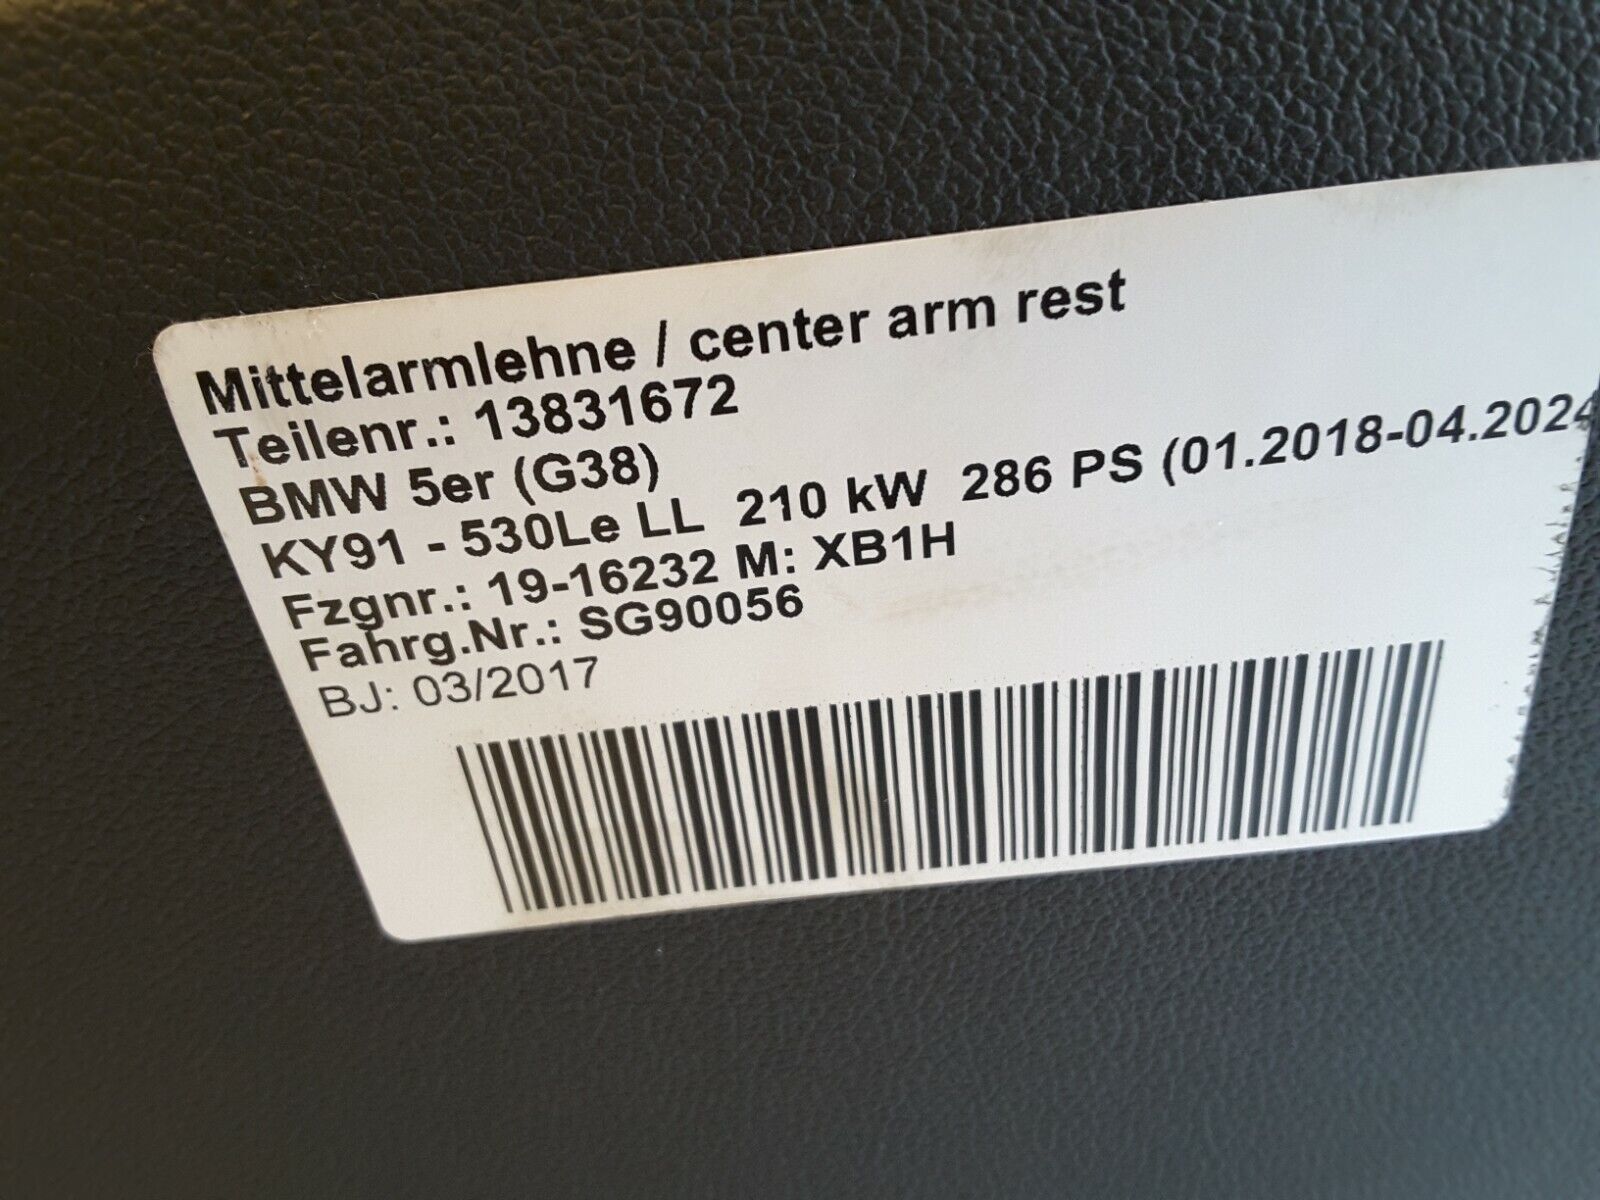 Mittelarmlehne / center arm rest
Teilenr.: 13831672
BMW 5er (G38)
KY91 - 530Le LL 210 kW 286 PS (01.2018-04.2024
Fzgnr.: 19-16232 M: XB1H
Fahrg.Nr.: SG90056
BJ: 03/2017